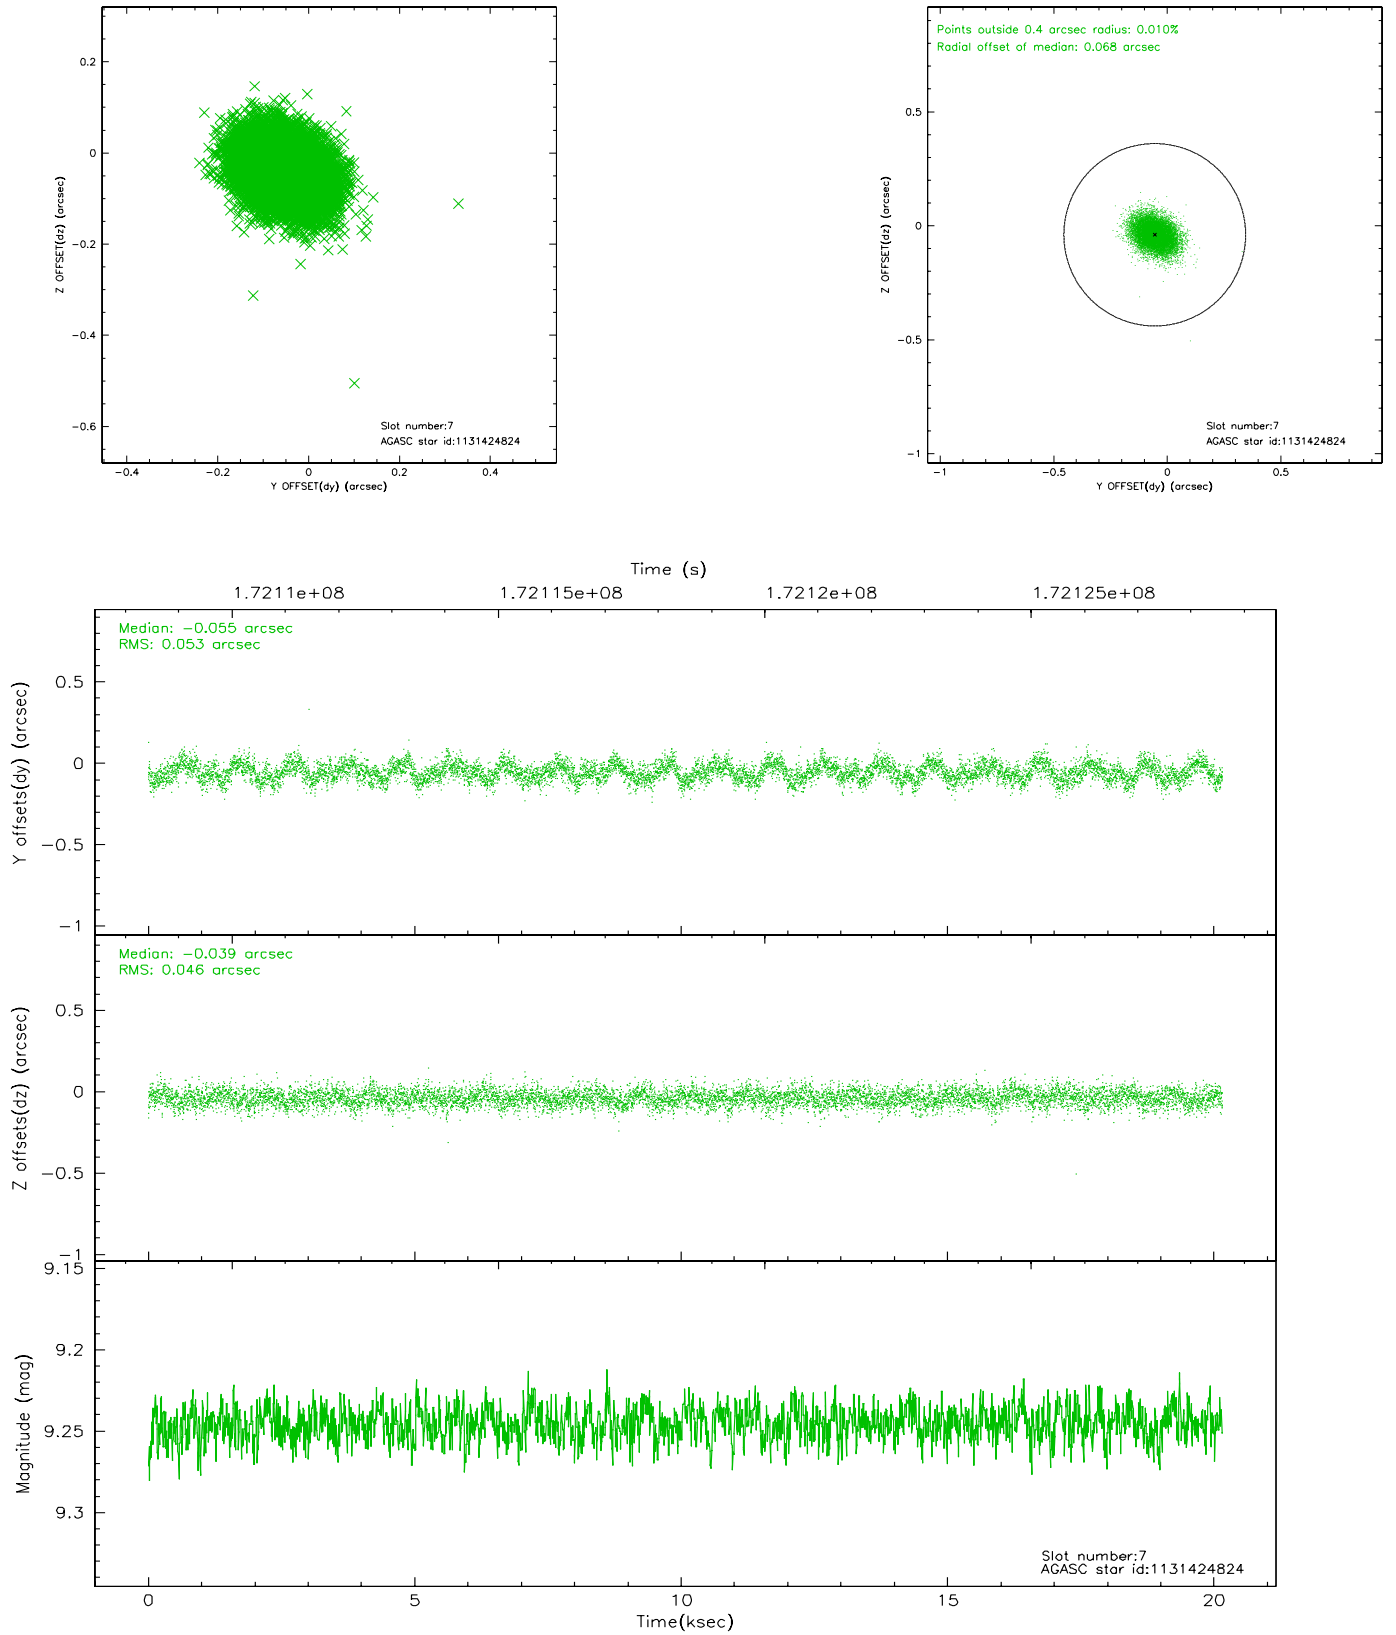 0.2
0
−0.2
−0.4
−0.6
Z OFFSET(dz) (arcsec)
Slot number:7
AGASC star id:1131424824
−0.4
−0.2
0
0.2
0.4
Y OFFSET(dy) (arcsec)
Points outside 0.4 arcsec radius: 0.010%
Radial offset of median: 0.068 arcsec
0.5
0
−0.5
−1
Z OFFSET(dz) (arcsec)
Slot number:7
AGASC star id:1131424824
−1
−0.5
0
0.5
Y OFFSET(dy) (arcsec)
Time (s)
1.7211e+08
1.72115e+08
1.7212e+08
1.72125e+08
Median: −0.055 arcsec
RMS: 0.053 arcsec
0.5
0
−0.5
−1
Y offsets(dy) (arcsec)
Median: −0.039 arcsec
RMS: 0.046 arcsec
0.5
0
−0.5
−1
Z offsets(dz) (arcsec)
9.15
9.2
9.25
9.3
Magnitude (mag)
Slot number:7
AGASC star id:1131424824
0
5
10
15
20
Time(ksec)